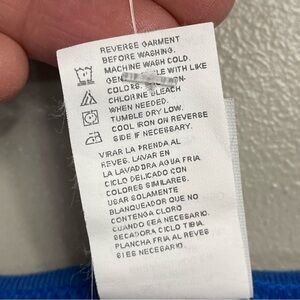 REVERSE GARMENT
BEFORE WASHING.
MACHINE WASH COLD.
WITH LIKE
COLORS.
CHLORINE BLEACH
WHEN NEEDED.
TUMBLE DRY LOW.
COOL IRON ON REVERSE
SIDE IF NECESSARY.
VIRAR LA PRENDA AL
REVES. LAVAR EN
LA LAVADORA AGUA FRIA
CICLO DELICADO CON
COLORES SIMILARES.
USAR SOLAMENTE
BLANQUEADOR QUE NO
CONTENGA CLORO
CUANDO SEA NECESARIO.
SECADORA CICLO TIBIA
PLANCHA FRIA AL REVES
SI ES NECESARIO.